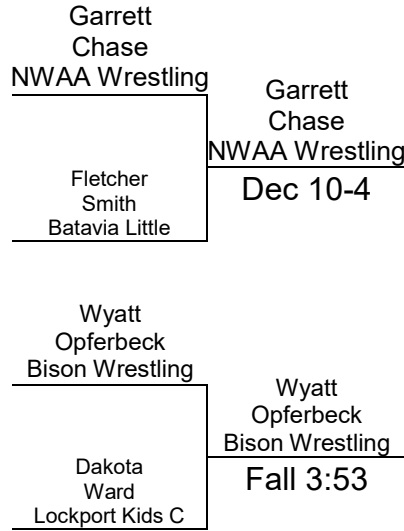 Garrett
Chase
NWAA Wrestling
Garrett
Chase
NWAA Wrestling
Dec 10-4
Fletcher
Smith
Batavia Little
Wyatt
Opferbeck
Bison Wrestling
Wyatt
Opferbeck
Bison Wrestling
Fall 3:53
Dakota
Ward
Lockport Kids C